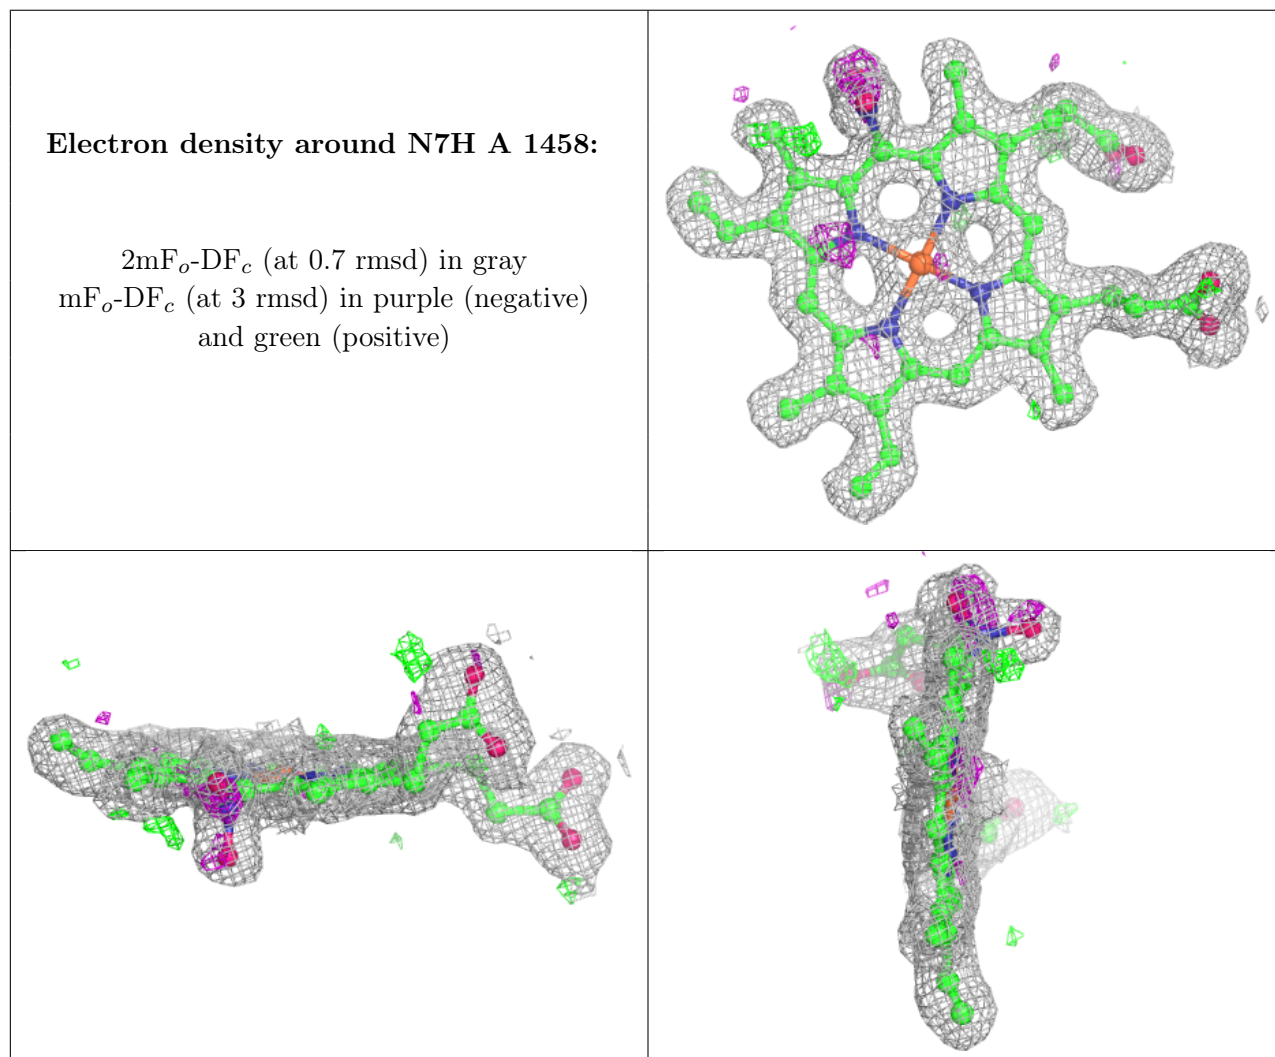 Electron density around N7H A 1458:
2mFo-DFc (at 0.7 rmsd) in gray
mFo-DFc (at 3 rmsd) in purple (negative)
and green (positive)